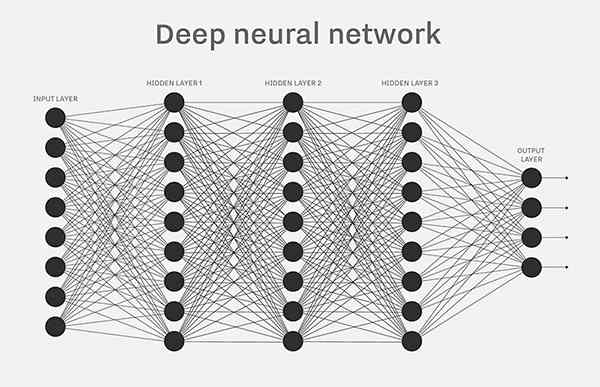 Deep neural network
INPUT LAYER
HIDDEN LAYER 1
HIDDEN LAYER 2
HIDDEN LAYER 3
OUTPUT
LAYER